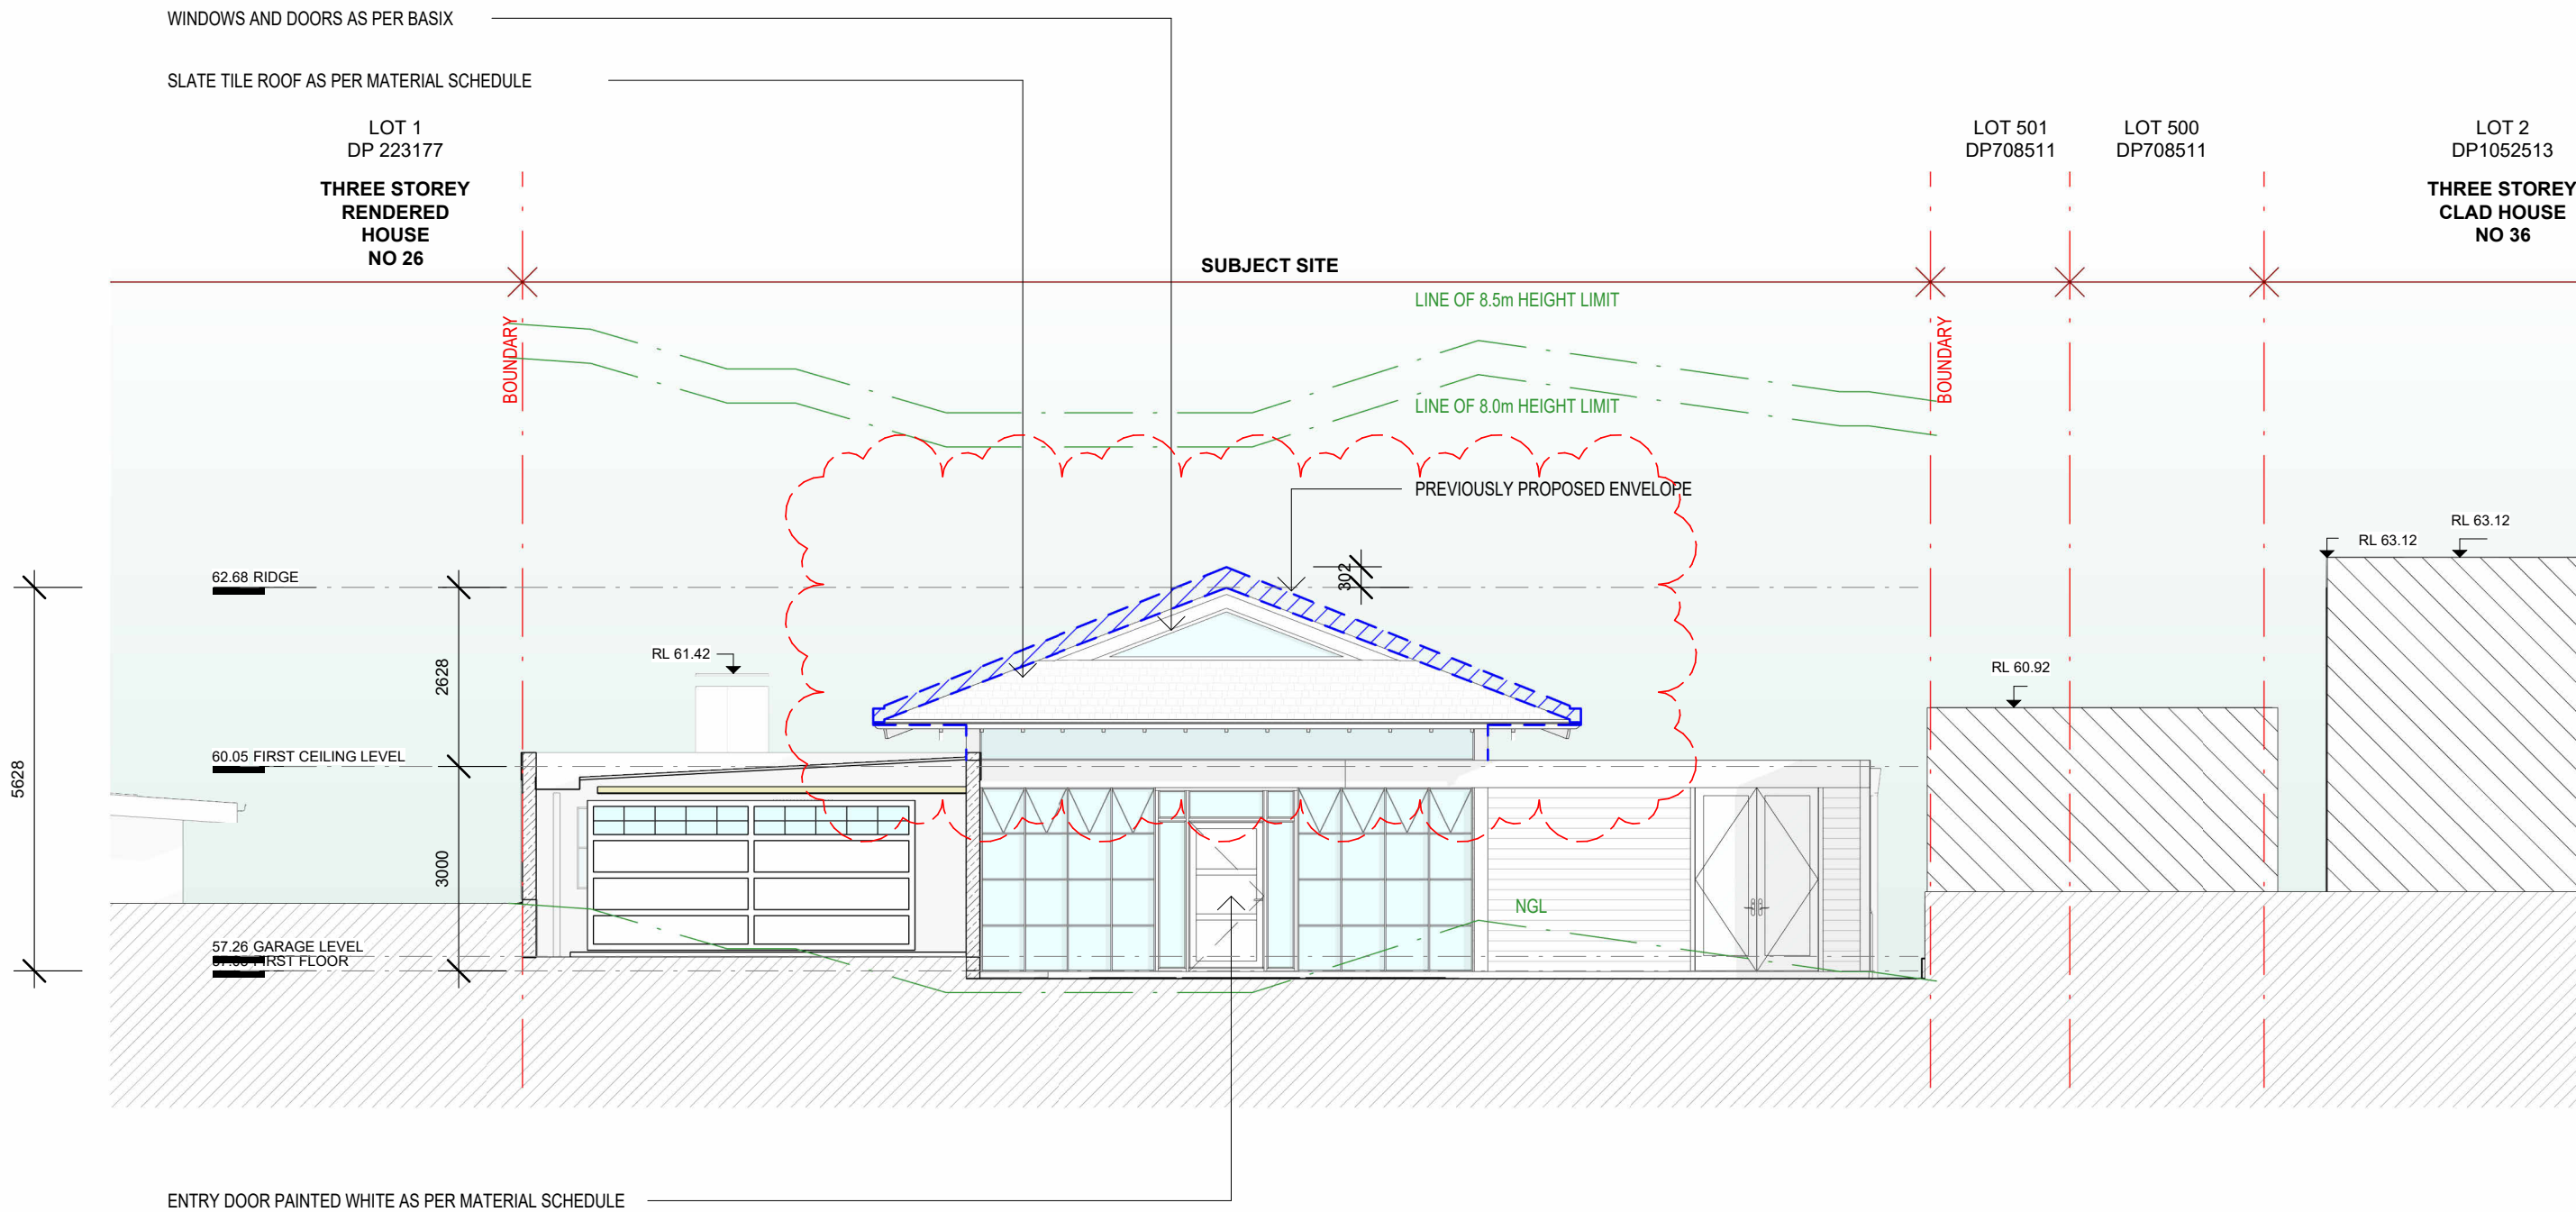 WINDOWS AND DOORS AS PER BASIX
SLATE TILE ROOF AS PER MATERIAL SCHEDULE
LOT 1
DP 223177
THREE STOREY
RENDERED
HOUSE
NO 26
LOT 501
DP708511
LOT 500
DP708511
LOT 2
DP1052513
THREE STOREY
CLAD HOUSE
NO 36
SUBJECT SITE
LINE OF 8.5m HEIGHT LIMIT
BOUNDARY
BOUNDARY
LINE OF 8.0m HEIGHT LIMIT
PREVIOUSLY PROPOSED ENVELOPE
RL 63.12
RL 63.12
302
62.68 RIDGE
2628
RL 61.42
RL 60.92
60.05 FIRST CEILING LEVEL
5628
3000
NGL
57.26 GARAGE LEVEL
FIRST FLOOR
ENTRY DOOR PAINTED WHITE AS PER MATERIAL SCHEDULE